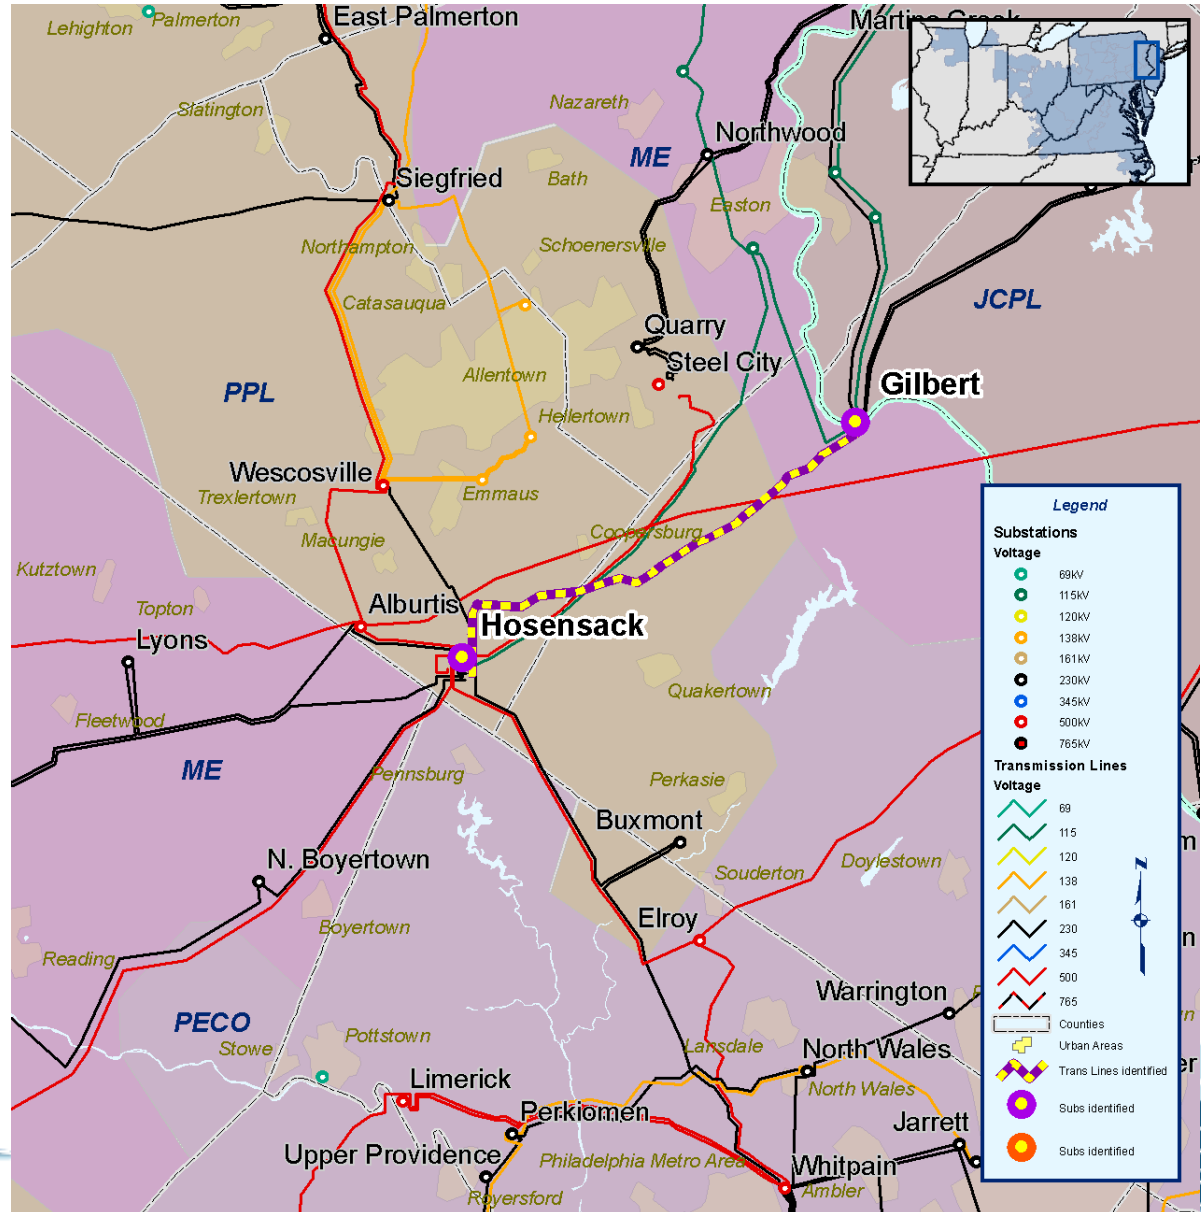 Lehighton
Palmerton
East Palmerton
Martins Creek
Slatington
Nazareth
Northwood
ME
Bath
Siegfried
Easton
Northampton
Schoenersville
JCPL
Catasauqua
Quarry
Steel City
PPL
Allentown
Gilbert
Hellertown
Wescosville
Trexlertown
Emmaus
Macungie
Coopersburg
Kutztown
Topton
Alburtis
Lyons
Hosensack
Quakertown
Fleetwood
ME
Pennsburg
Perkasie
Buxmont
N. Boyertown
Souderton
Doylestown
Boyertown
Elroy
Reading
Warrington
PECO
Pottstown
Stowe
Lansdale
North Wales
North Wales
Limerick
Perkiomen
Jarrett
Upper Providence
Philadelphia Metro Area
Whitpain
Royersford
Ambler
Legend
Substations
Voltage
69kV
115kV
120kV
138kV
161kV
230kV
345kV
500kV
765kV
Transmission Lines
Voltage
69
115
120
138
161
230
345
500
765
Counties
Urban Areas
Trans Lines identified
Subs identified
Subs identified
N
m
n
er